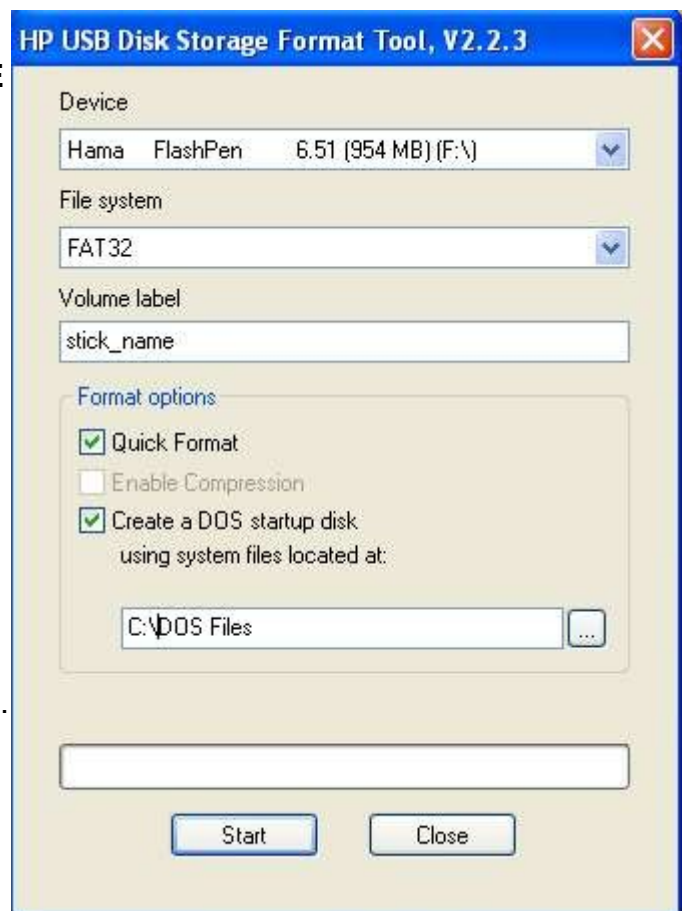 HP USB Disk Storage Format Tool, V2.2.3
E
Device
Hama FlashPen 6.51 (954 MB) (F:\)
File system
FAT32
Volume label
stick_name
Format options
Quick Format
Enable Compression
Create a DOS startup disk
using system files located at:
C:\DOS Files
...
.
Start
Close